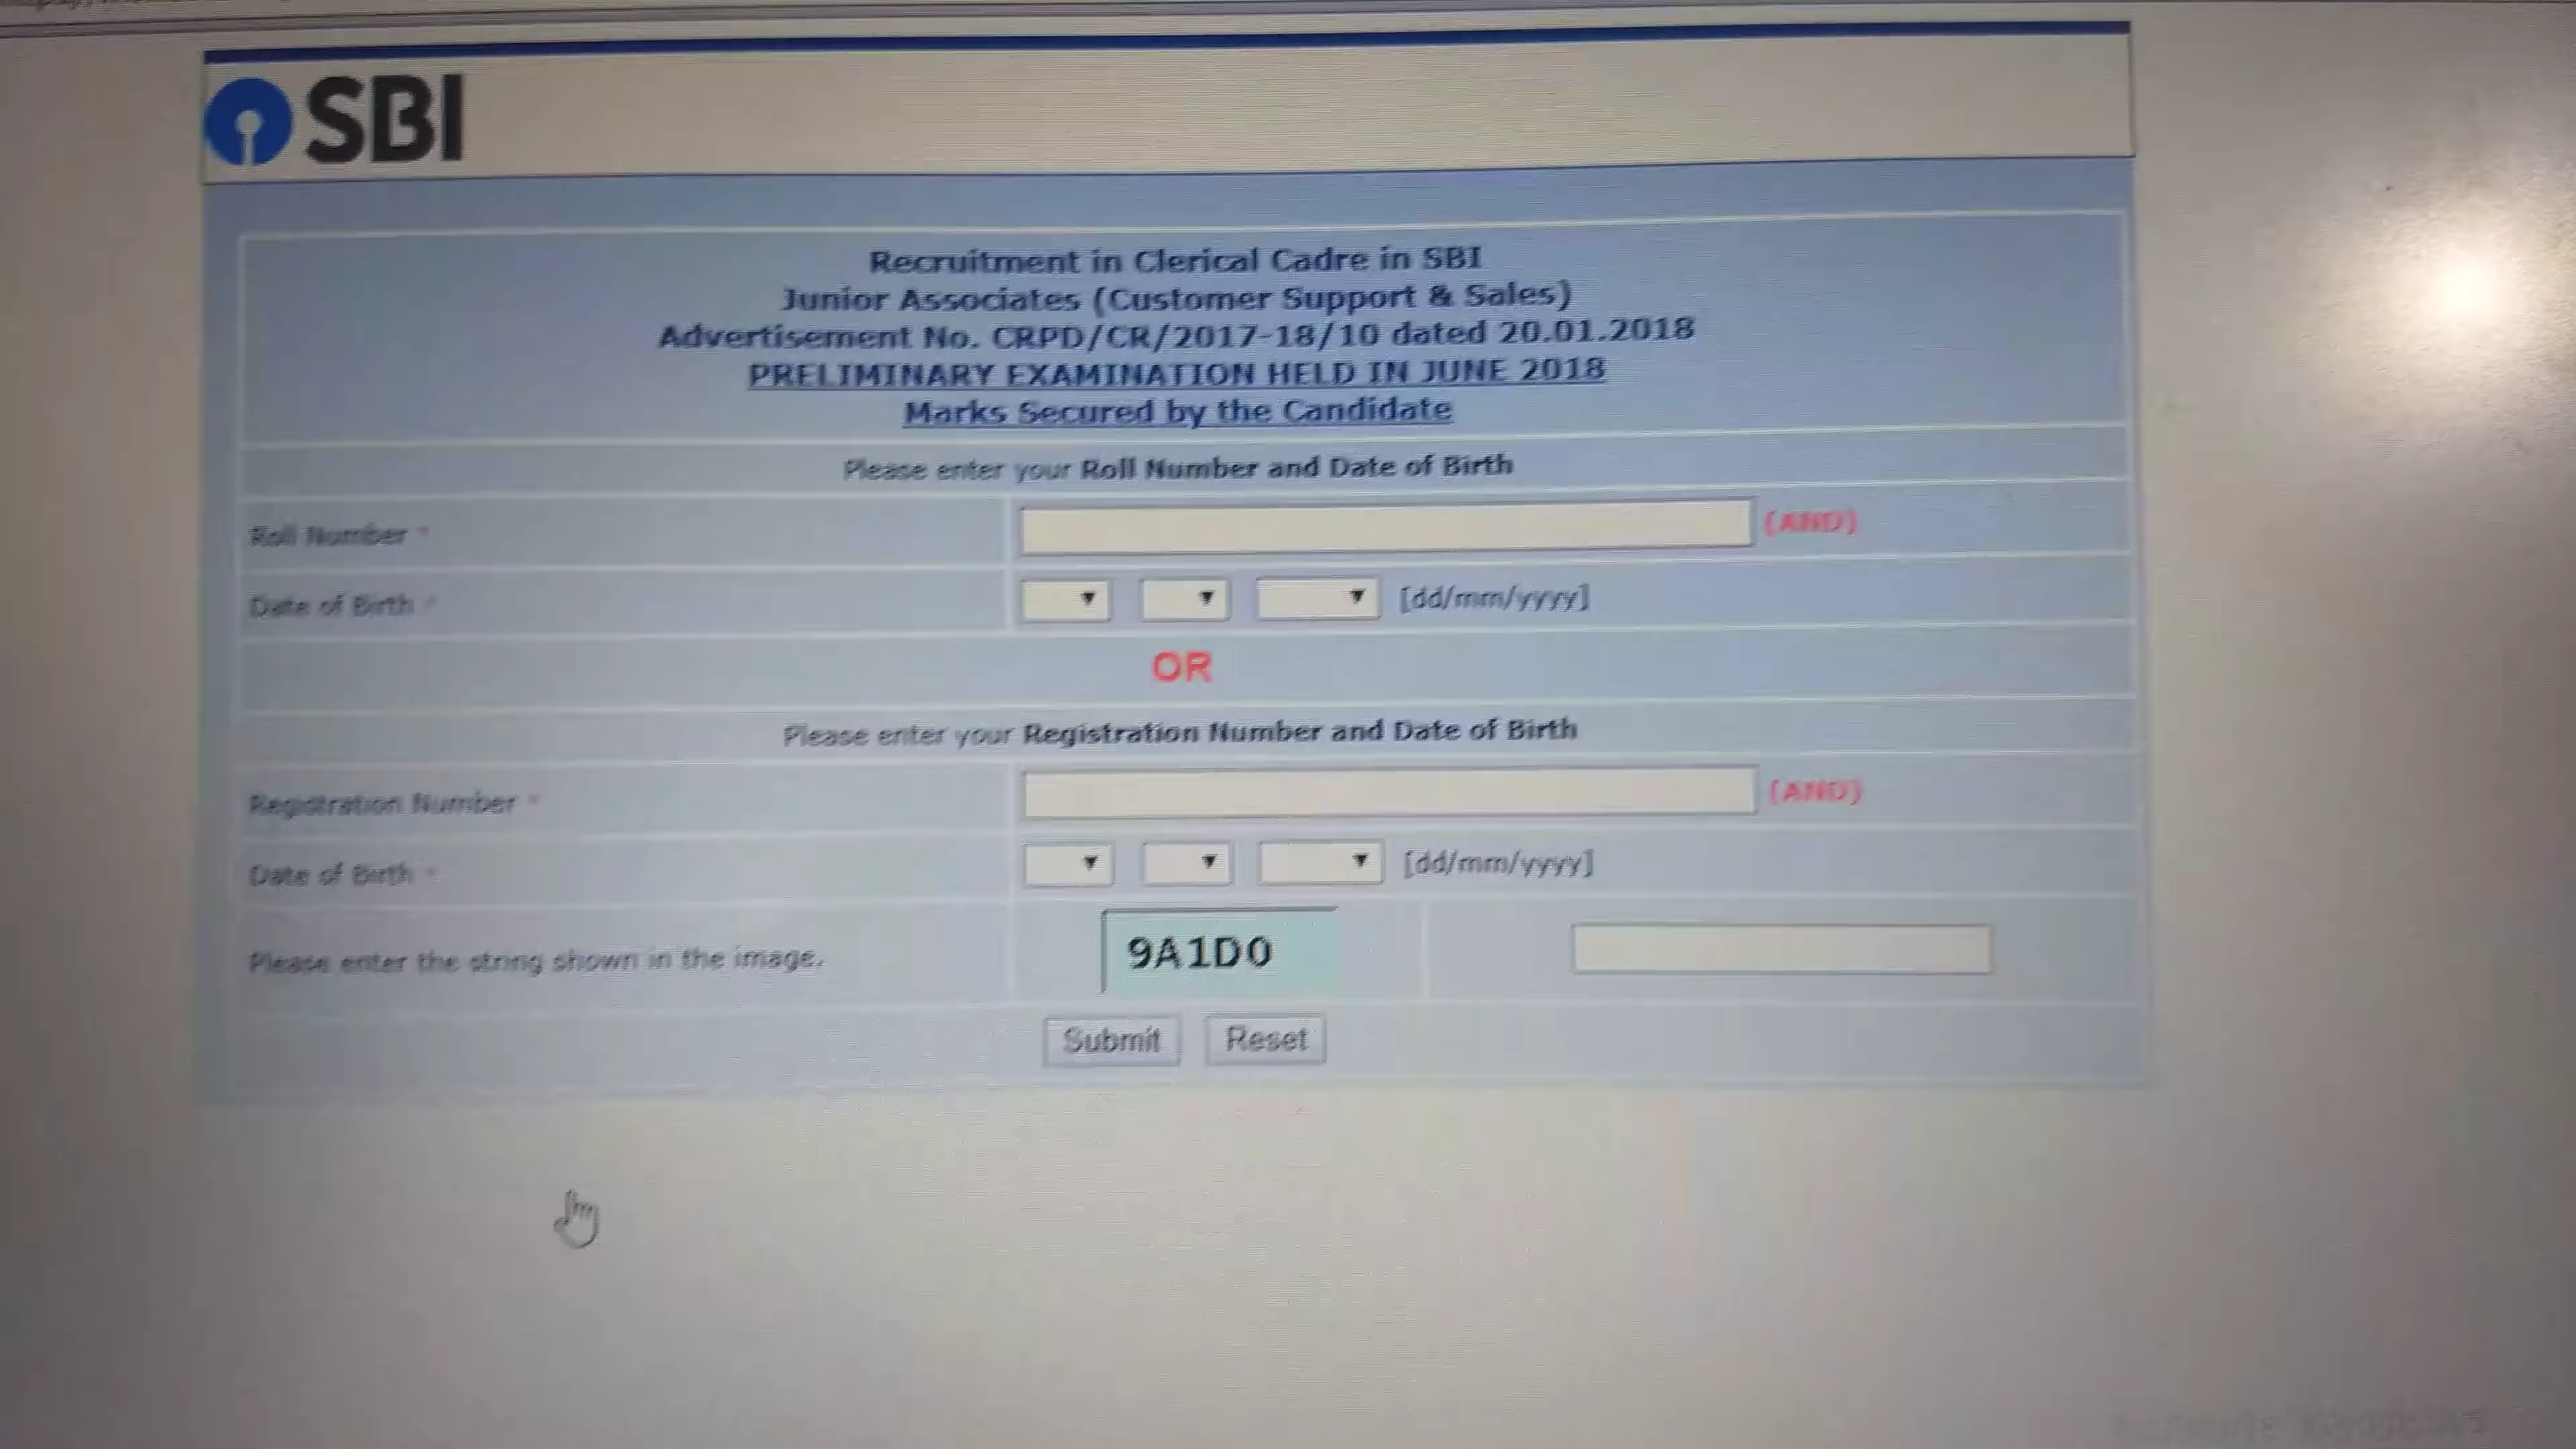 SBI
Recruitment in Clerical Cadre in SBI
Junior Associates (Customer Support & Sales)
Advertisement No. CRPD/CR/2017-18/10 dated 20.01.2018
PRELIMINARY EXAMINATION HELD IN JUNE 2018
Marks Secured by the Candidate
Please enter your Roll Number and Date of Birth
Roll Number * (AND)
Date of Birth * [dd/mm/yyyy]
OR
Please enter your Registration Number and Date of Birth
Registration Number * (AND)
Date of Birth * [dd/mm/yyyy]
Please enter the string shown in the image. 9A1D0
Submit Reset